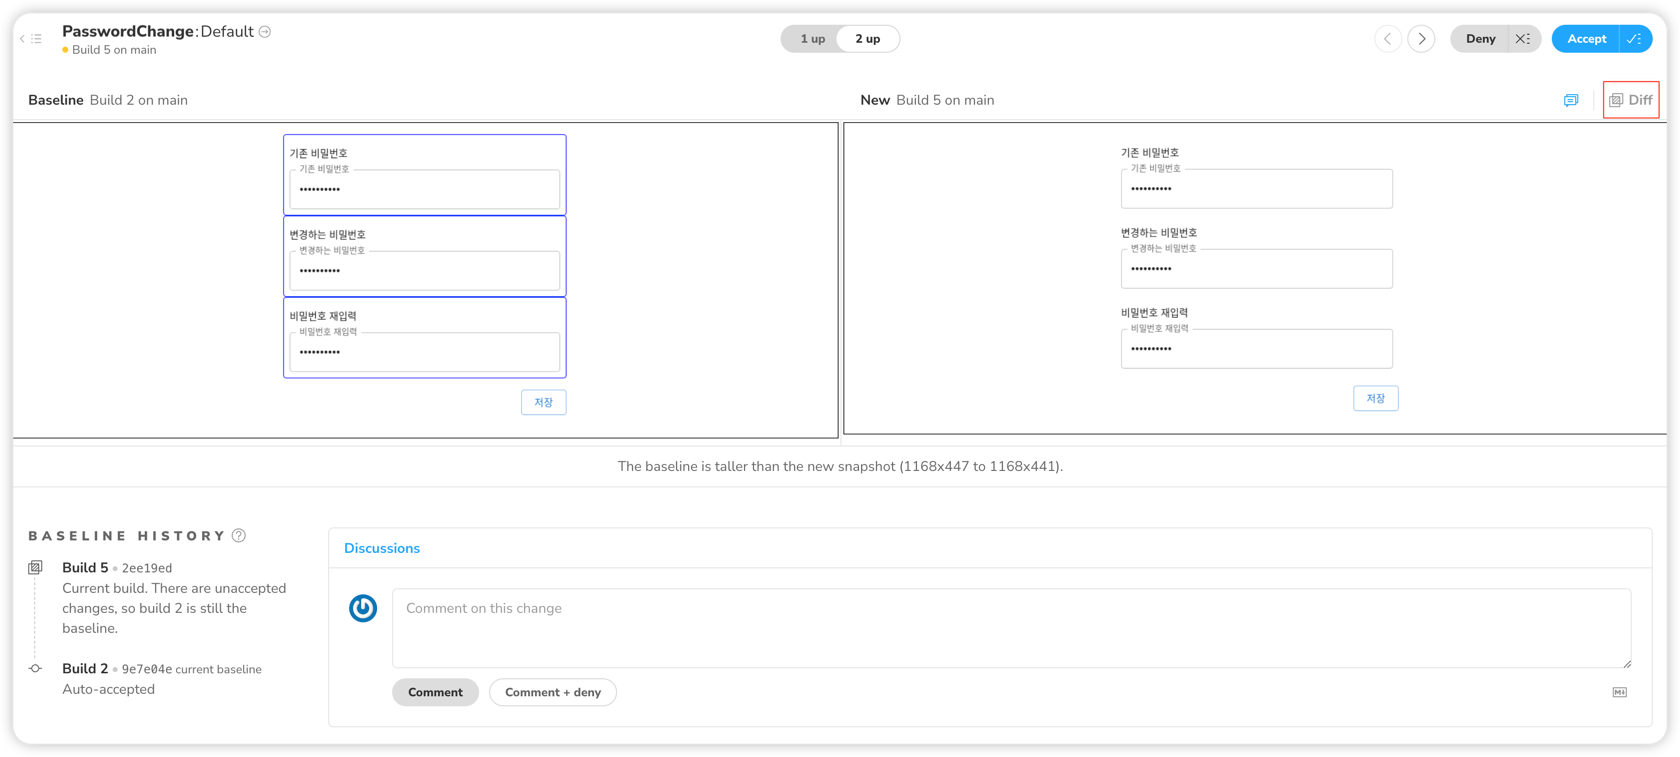 PasswordChange:Default
Build 5 on main
1 up
2 up
Deny
Accept
Baseline Build 2 on main
New Build 5 on main
Diff
기존 비밀번호
기존 비밀번호
••••••••••
변경하는 비밀번호
변경하는 비밀번호
••••••••••
비밀번호 재입력
비밀번호 재입력
••••••••••
저장
기존 비밀번호
기존 비밀번호
••••••••••
변경하는 비밀번호
변경하는 비밀번호
••••••••••
비밀번호 재입력
비밀번호 재입력
••••••••••
저장
The baseline is taller than the new snapshot (1168x447 to 1168x441).
BASELINE HISTORY ?
Build 5 • 2ee19ed
Current build. There are unaccepted
changes, so build 2 is still the
baseline.
Build 2 • 9e7e04e current baseline
Auto-accepted
Discussions
Comment on this change
Comment
Comment + deny
M↓